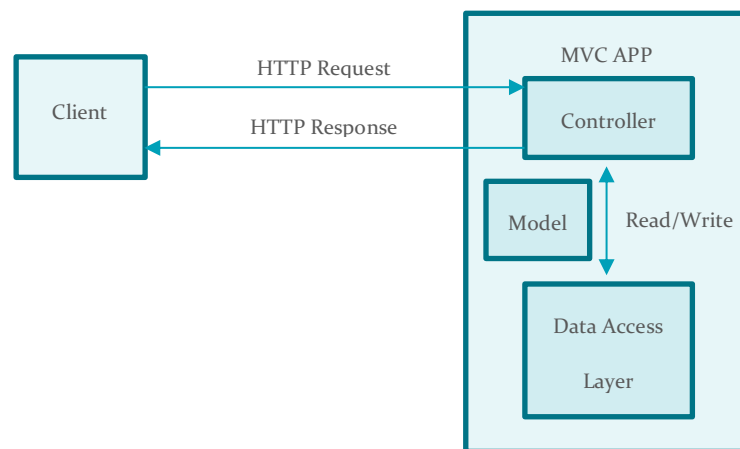 MVC APP
HTTP Request
Client
Controller
HTTP Response
Model
Read/Write
Data Access
Layer